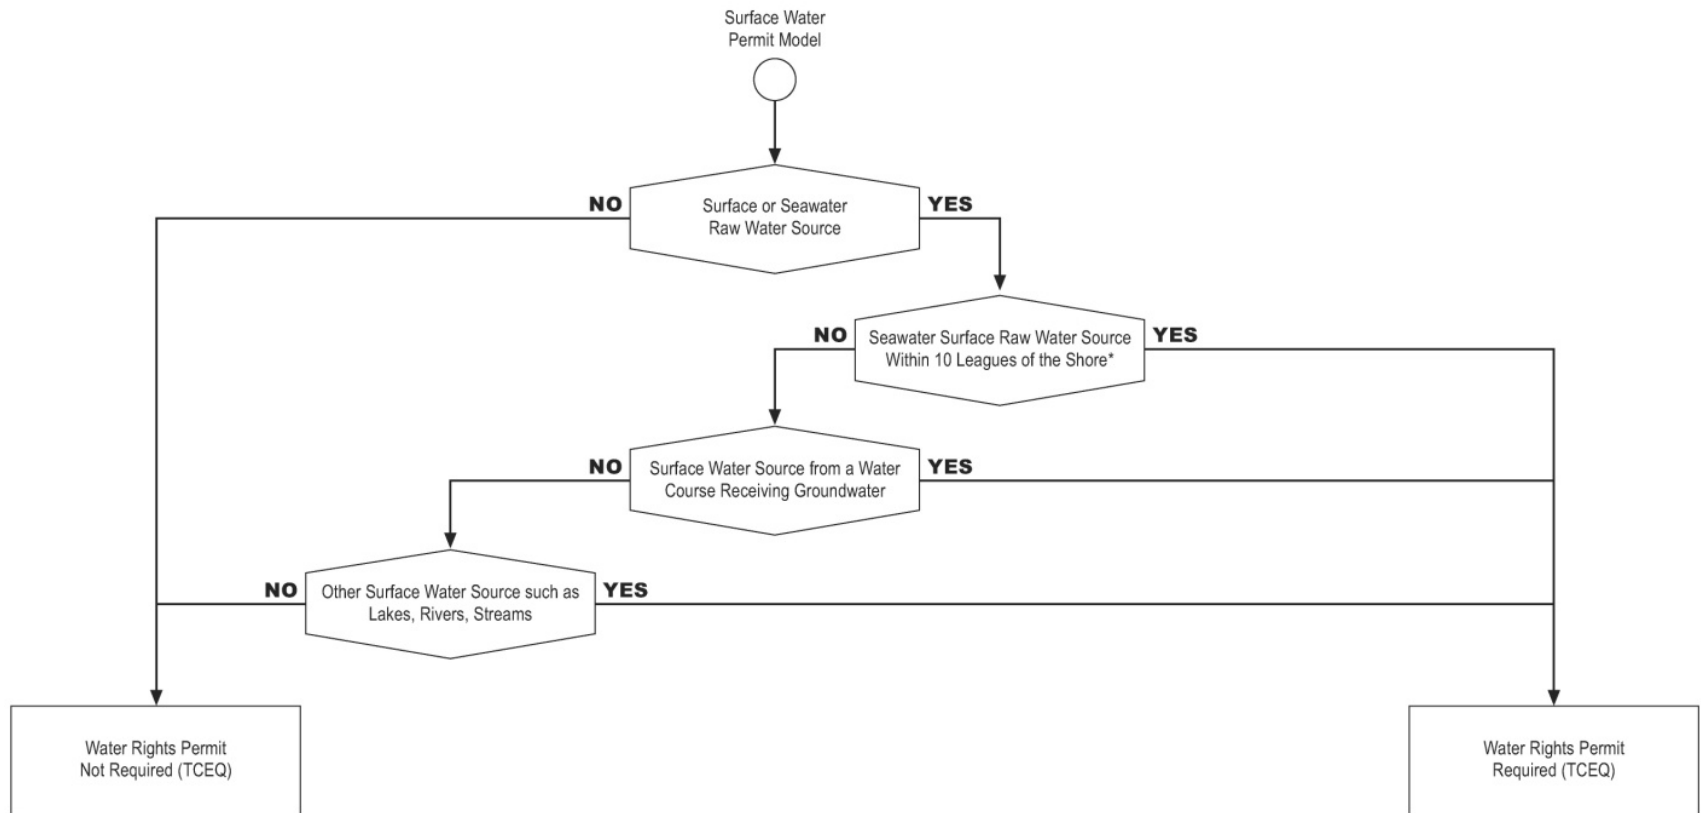 Surface Water
Permit Model
NO
YES
Surface or Seawater
Raw Water Source
NO
YES
Seawater Surface Raw Water Source
Within 10 Leagues of the Shore*
NO
YES
Surface Water Source from a Water
Course Receiving Groundwater
NO
YES
Other Surface Water Source such as
Lakes, Rivers, Streams
Water Rights Permit
Not Required (TCEQ)
Water Rights Permit
Required (TCEQ)